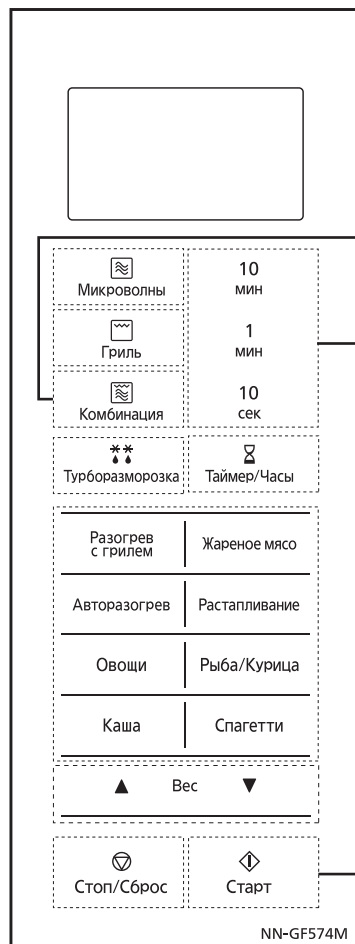 Микроволны
10
мин
Гриль
1
мин
Комбинация
10
сек
Турборазморозка
Таймер/Часы
Разогрев
с грилем
Жареное мясо
Авторазогрев
Растапливание
Овощи
Рыба/Курица
Каша
Спагетти
▲ Вес ▼
Стоп/Сброс
Старт
NN-GF574M